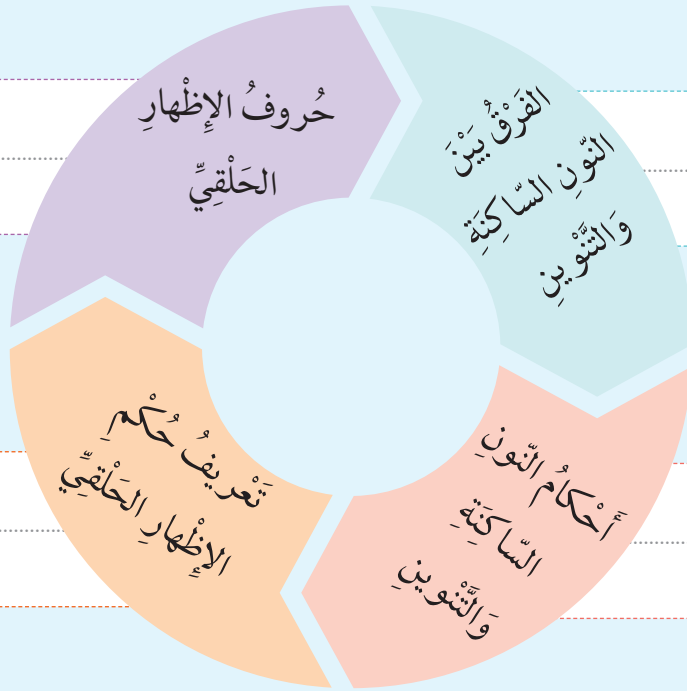 الفَرْقُ بَيْنَ
النّونِ السّاكِنَةِ
وَالتَّنْوينِ
أَحْكامُ النّونِ
السّاكِنَةِ
وَالتَّنْوينِ
تَعْريفُ حُكْمِ
الإِظْهارِ الحَلْقِيِّ
حُروفُ الإِظْهارِ
الحَلْقِيِّ